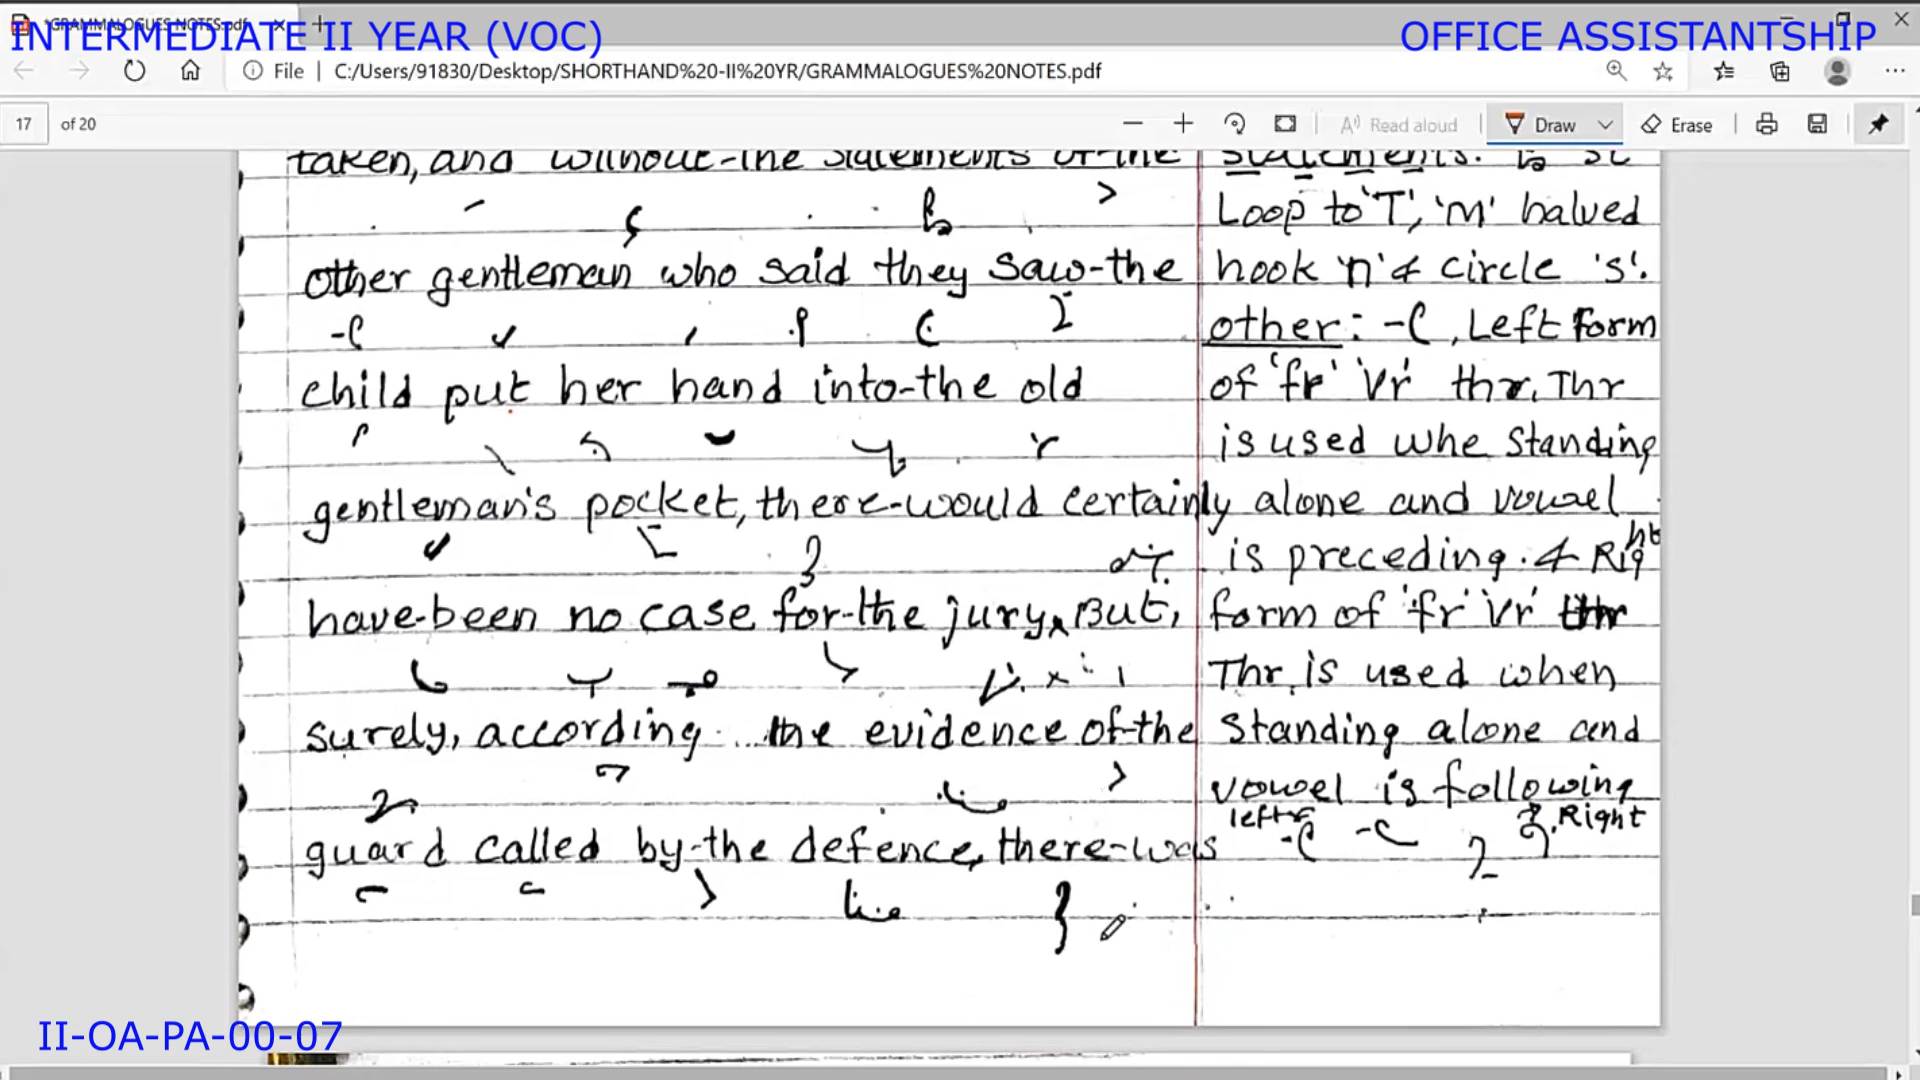 *GRAMMALOGUES NOTES.pdf
INTERMEDIATE II YEAR (VOC)
OFFICE ASSISTANTSHIP
File | C:/Users/91830/Desktop/SHORTHAND%20-II%20YR/GRAMMALOGUES%20NOTES.pdf
17 of 20
Read aloud
Draw
Erase
taken, and without-the statements of-the
other gentleman who said they saw-the
child put her hand into-the old
gentleman's pocket, there-would certainly
have-been no case for-the jury. But,
surely, according the evidence of-the
guard called by-the defence, there-was
statements. st
Loop to 'T', 'M' halved
hook 'n' & circle 's'.
other: , Left form
of 'fr' 'Vr' thr, Thr
is used whe standing
alone and vowel
is preceding. & Right
form of 'fr' Vr' thr
Thr is used when
standing alone and
vowel is following
left
Right
II-OA-PA-00-07